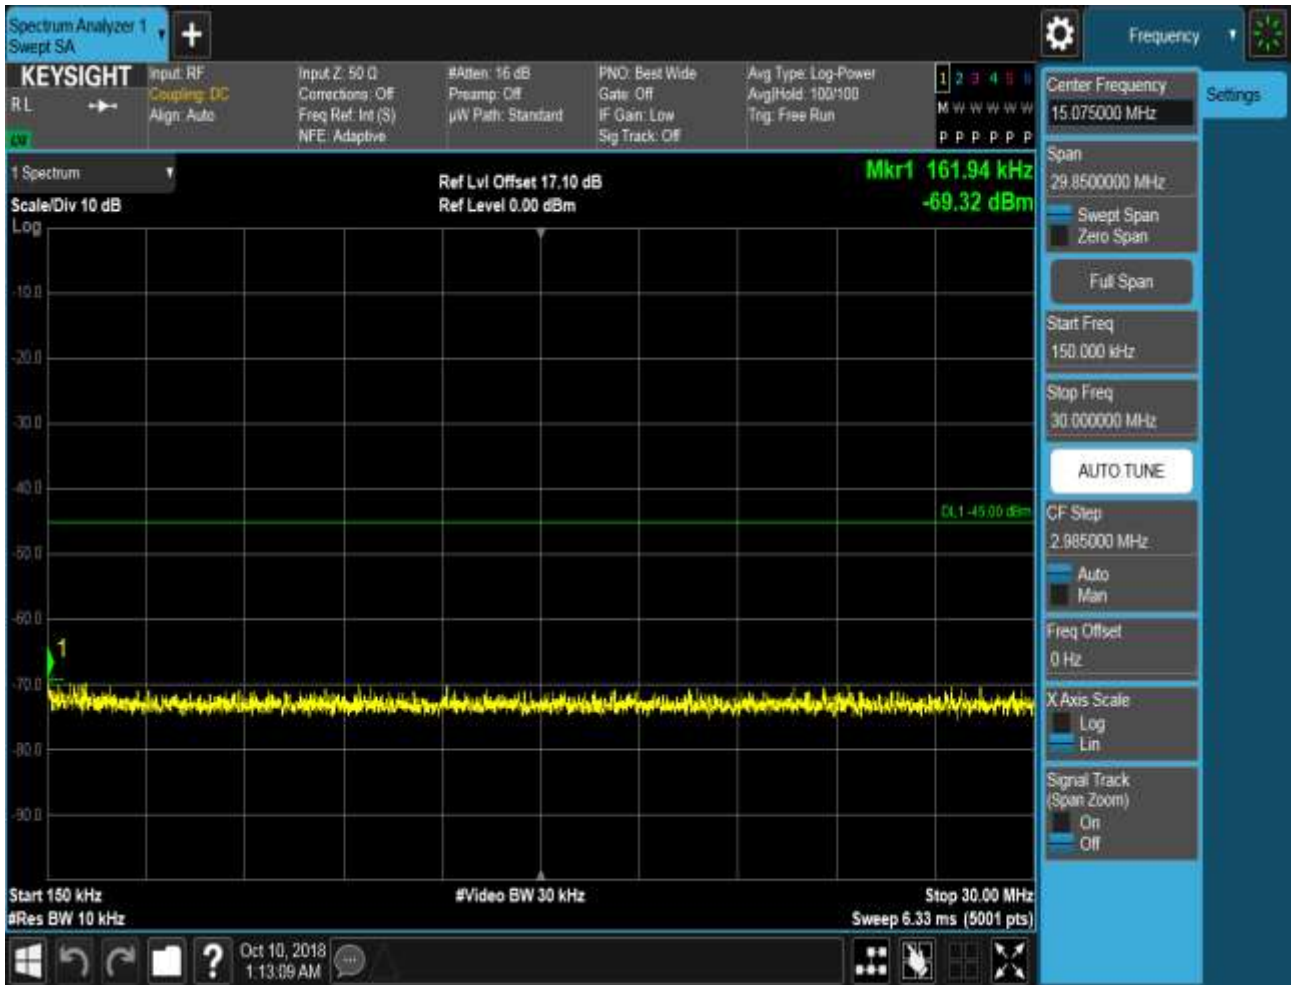 Spectrum Analyzer 1
Swept SA
+
Frequency
KEYSIGHT
RL
LW
Input: RF
Coupling: DC
Align: Auto
Input Z: 50 Ω
Corrections: Off
Freq Ref: Int (S)
NFE: Adaptive
#Atten: 16 dB
Preamp: Off
µW Path: Standard
PNO: Best Wide
Gate: Off
IF Gain: Low
Sig Track: Off
Avg Type: Log-Power
Avg|Hold: 100/100
Trig: Free Run
1 2 3 4 5 6
M W W W W W
P P P P P P
1 Spectrum
Scale/Div 10 dB
Log
Ref Lvl Offset 17.10 dB
Ref Level 0.00 dBm
Mkr1 161.94 kHz
-69.32 dBm
-10.0
-20.0
-30.0
-40.0
DL1 -45.00 dBm
-50.0
-60.0
1
-70.0
-80.0
-90.0
Start 150 kHz
#Res BW 10 kHz
#Video BW 30 kHz
Stop 30.00 MHz
Sweep 6.33 ms (5001 pts)
Center Frequency
15.075000 MHz
Settings
Span
29.8500000 MHz
Swept Span
Zero Span
Full Span
Start Freq
150.000 kHz
Stop Freq
30.000000 MHz
AUTO TUNE
CF Step
2.985000 MHz
Auto
Man
Freq Offset
0 Hz
X Axis Scale
Log
Lin
Signal Track
(Span Zoom)
On
Off
?
Oct 10, 2018
1:13:09 AM